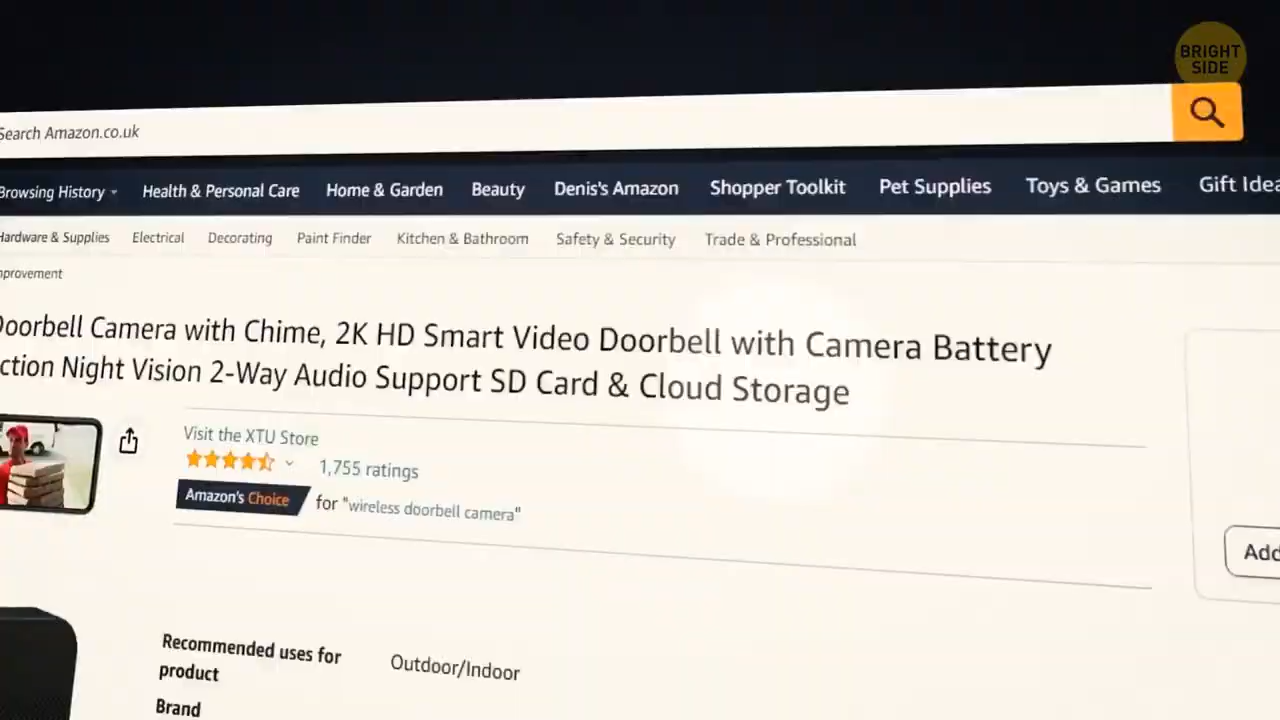 BRIGHT
SIDE
Search Amazon.co.uk
Browsing History Health & Personal Care Home & Garden Beauty Denis's Amazon Shopper Toolkit Pet Supplies Toys & Games Gift Idea
Hardware & Supplies Electrical Decorating Paint Finder Kitchen & Bathroom Safety & Security Trade & Professional
mprovement
Doorbell Camera with Chime, 2K HD Smart Video Doorbell with Camera Battery
ction Night Vision 2-Way Audio Support SD Card & Cloud Storage
Visit the XTU Store
1,755 ratings
Amazon's Choice for "wireless doorbell camera"
Add
Recommended uses for product Outdoor/Indoor
Brand